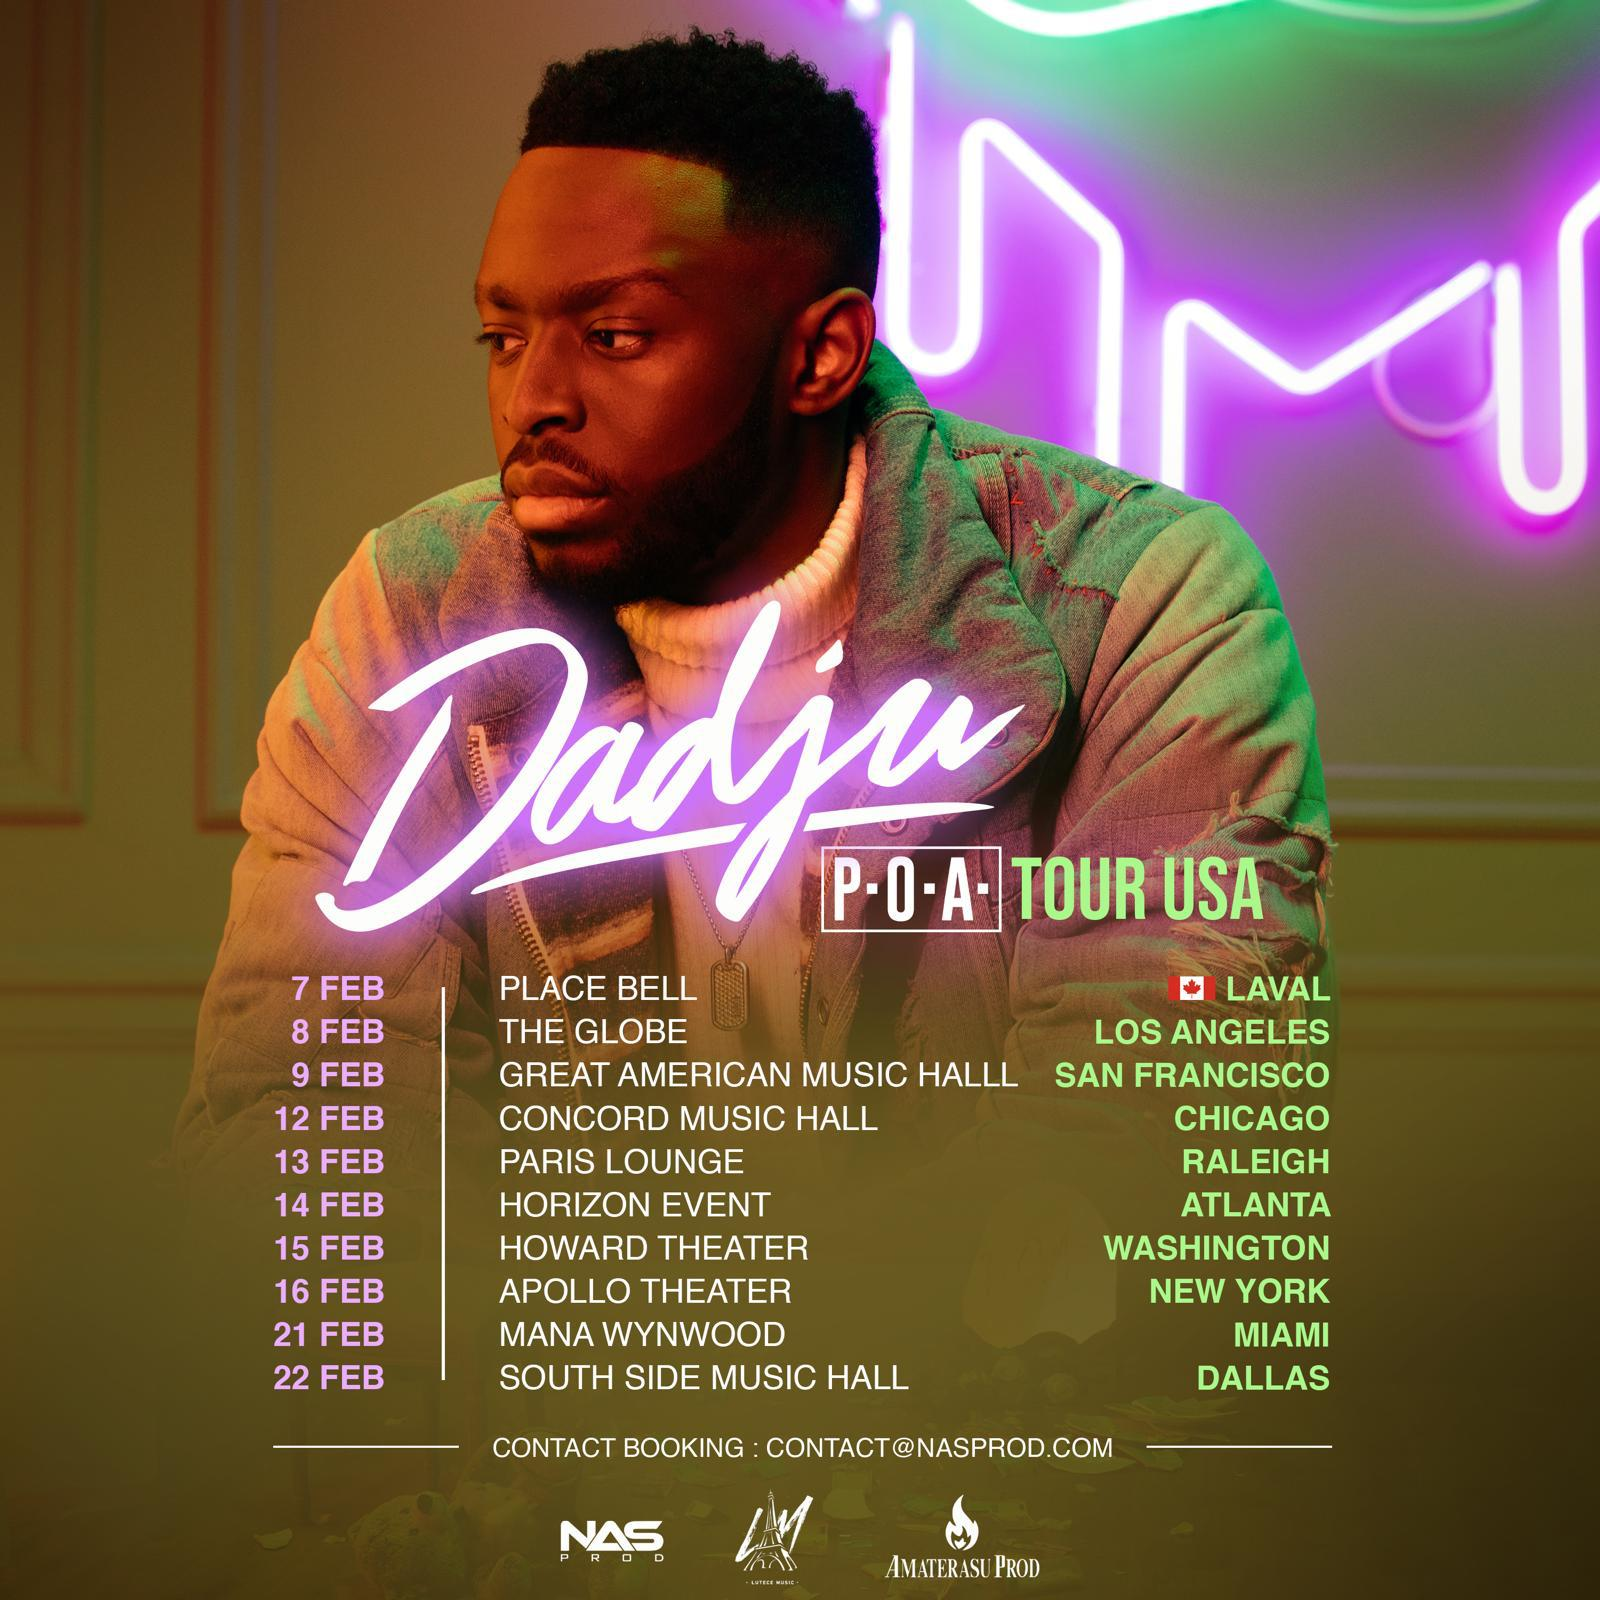 Dadju
P·O·A· TOUR USA
7 FEB PLACE BELL LAVAL
8 FEB THE GLOBE LOS ANGELES
9 FEB GREAT AMERICAN MUSIC HALLL SAN FRANCISCO
12 FEB CONCORD MUSIC HALL CHICAGO
13 FEB PARIS LOUNGE RALEIGH
14 FEB HORIZON EVENT ATLANTA
15 FEB HOWARD THEATER WASHINGTON
16 FEB APOLLO THEATER NEW YORK
21 FEB MANA WYNWOOD MIAMI
22 FEB SOUTH SIDE MUSIC HALL DALLAS
CONTACT BOOKING : CONTACT@NASPROD.COM
NAS
PROD
LM
· LUTECE MUSIC ·
AMATERASU PROD